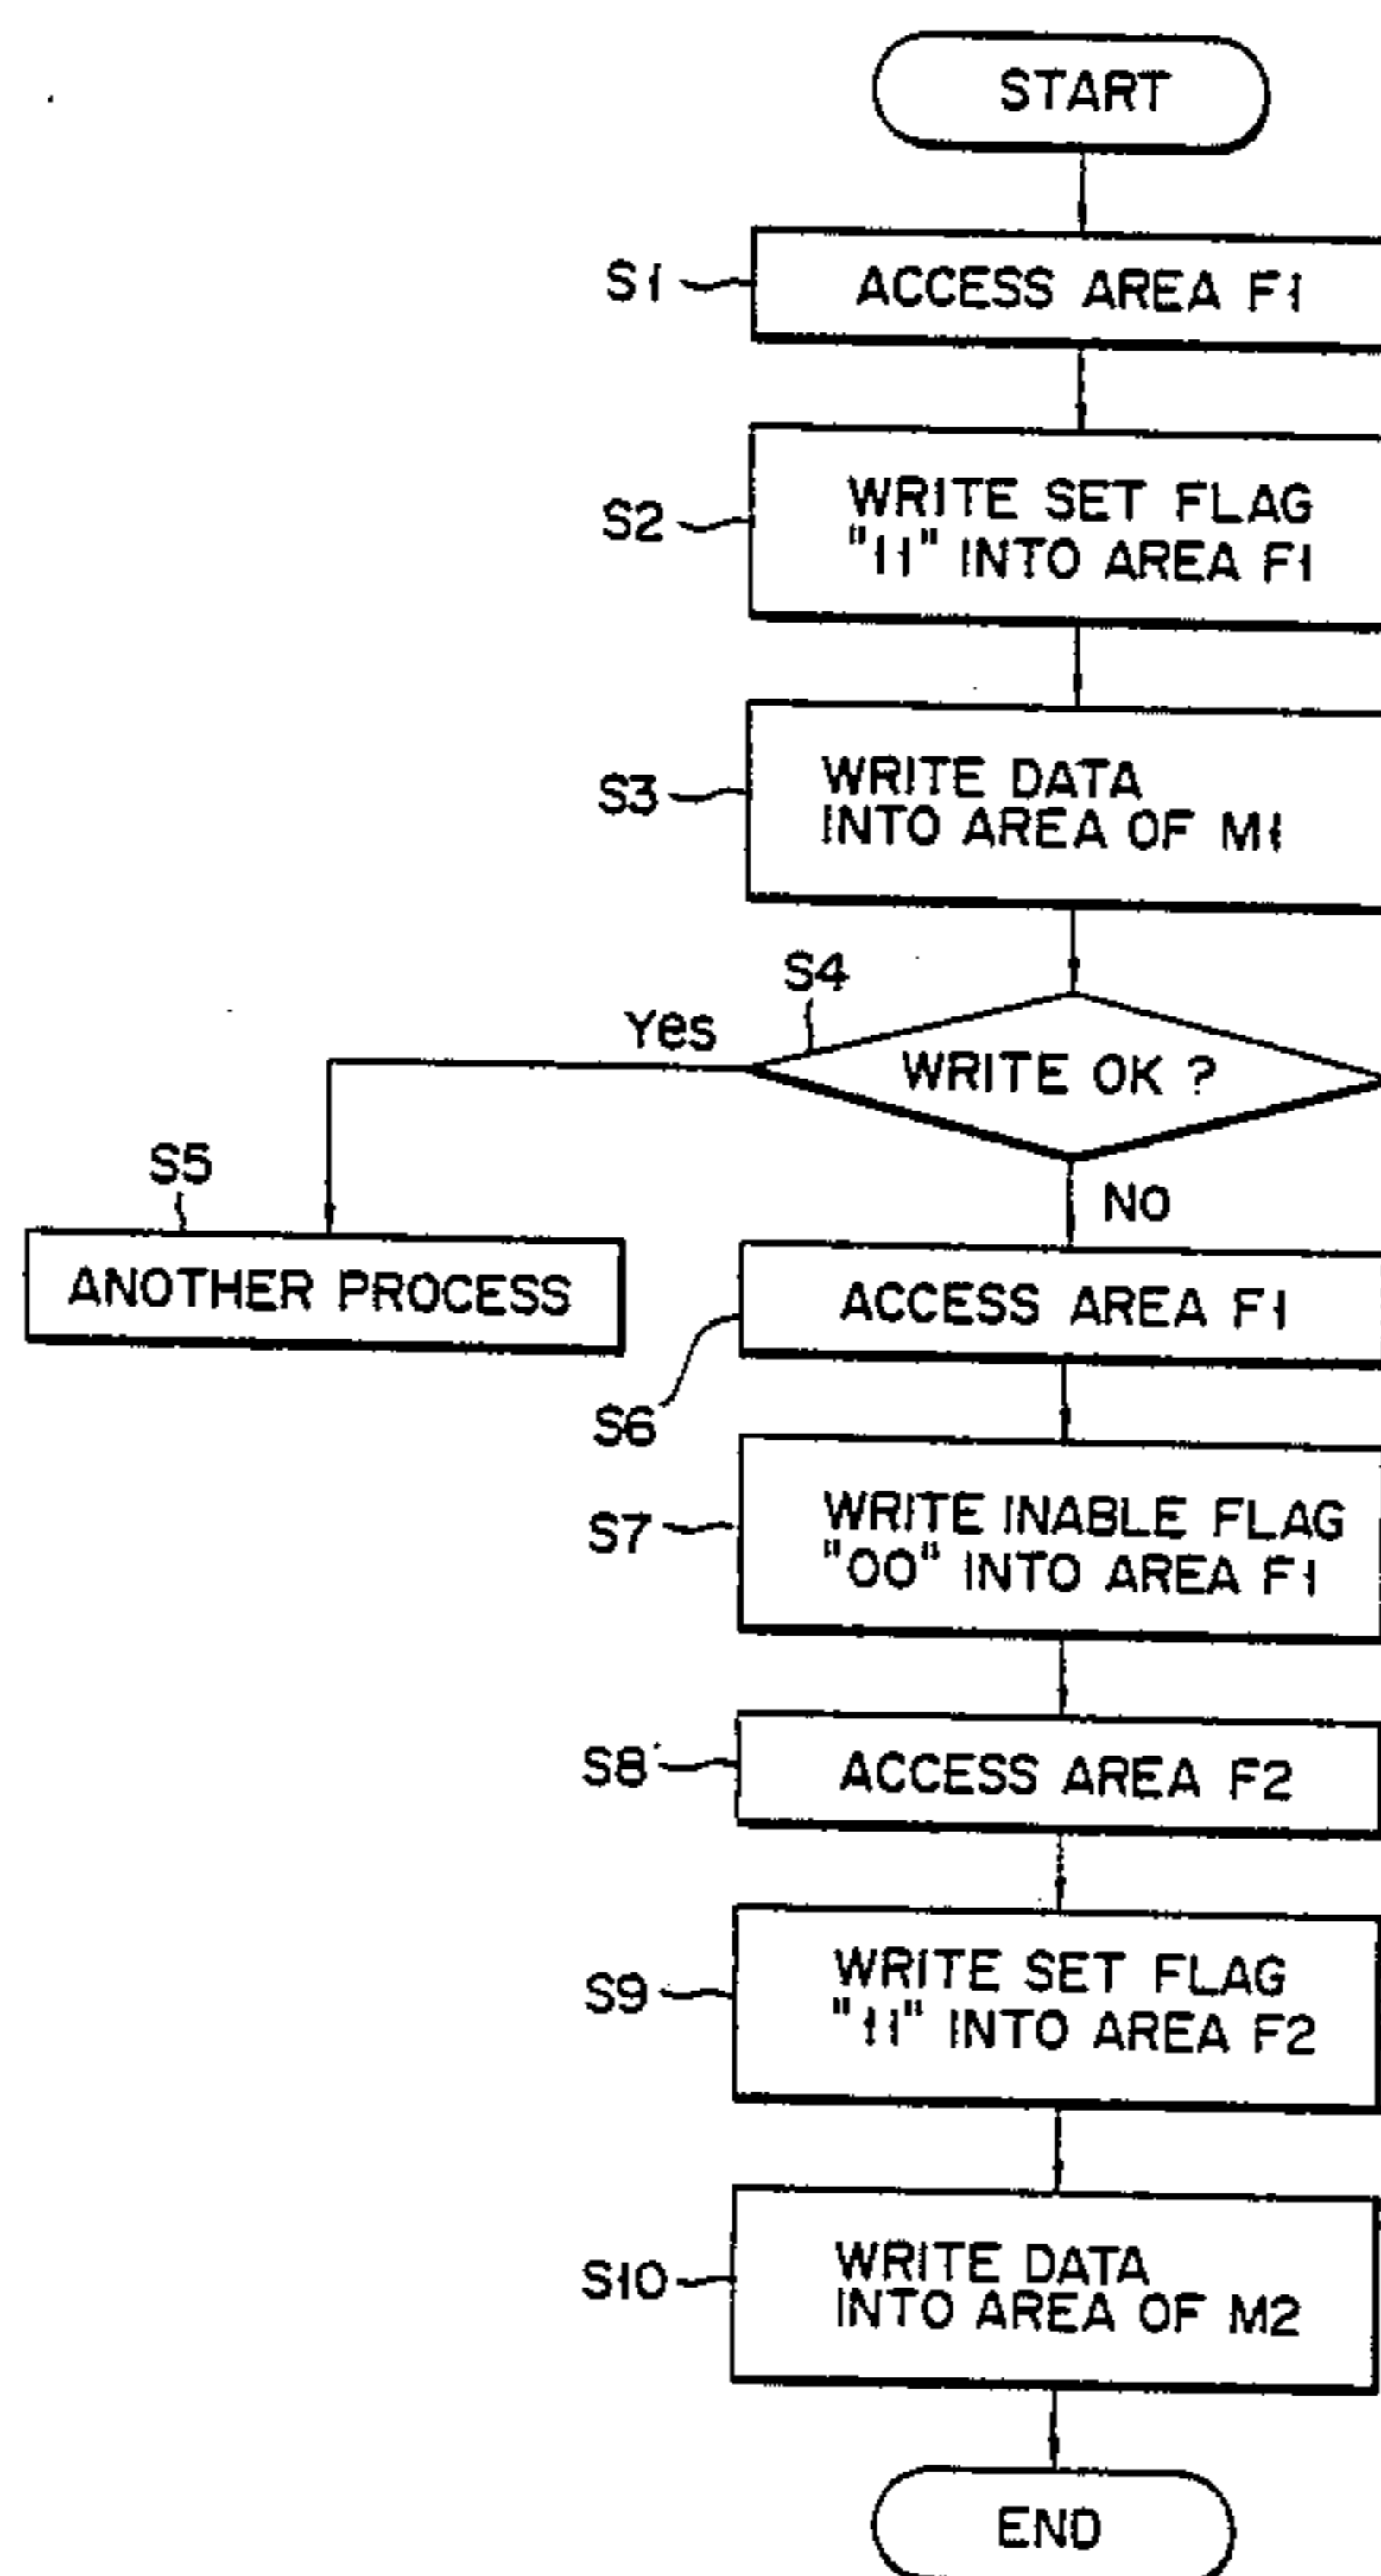 START
S1
ACCESS AREA F1
S2
WRITE SET FLAG
"11" INTO AREA F1
S3
WRITE DATA
INTO AREA OF M1
S4
Yes
WRITE OK ?
NO
S5
ANOTHER PROCESS
ACCESS AREA F1
S6
S7
WRITE INABLE FLAG
"00" INTO AREA F1
S8
ACCESS AREA F2
S9
WRITE SET FLAG
"11" INTO AREA F2
S10
WRITE DATA
INTO AREA OF M2
END